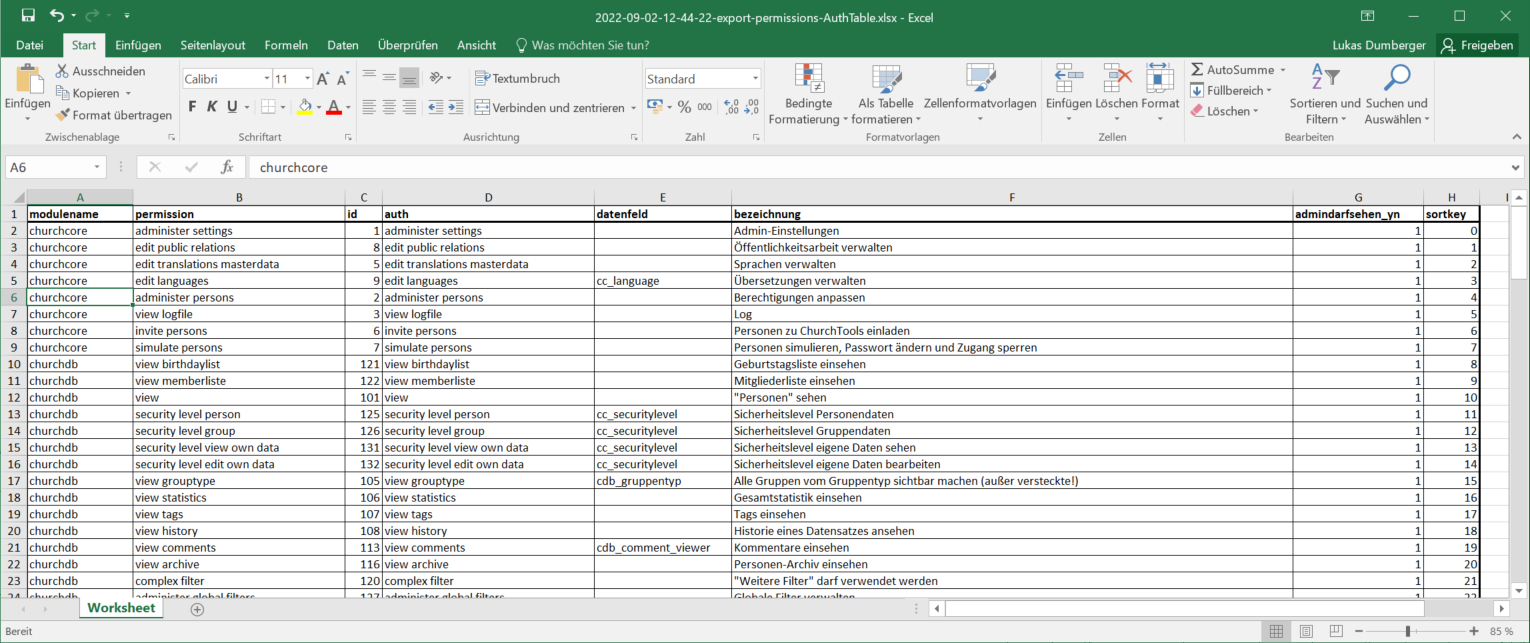 2022-09-02-12-44-22-export-permissions-AuthTable.xlsx - Excel
Datei Start Einfügen Seitenlayout Formeln Daten Überprüfen Ansicht Was möchten Sie tun? Lukas Dumberger Freigeben
Einfügen
Ausschneiden
Kopieren
Format übertragen
Zwischenablage
Calibri 11
F K U
Schriftart
Textumbruch
Verbinden und zentrieren
Ausrichtung
Standard
% 000
Zahl
Bedingte Formatierung
Als Tabelle formatieren
Zellenformatvorlagen
Formatvorlagen
Einfügen Löschen Format
Zellen
AutoSumme
Füllbereich
Löschen
Sortieren und Filtern
Suchen und Auswählen
Bearbeiten
A6 fx churchcore
A B C D E F G H I
1 modulename permission id auth datenfeld bezeichnung admindarfsehen_yn sortkey
2 churchcore administer settings 1 administer settings Admin-Einstellungen 1 0
3 churchcore edit public relations 8 edit public relations Öffentlichkeitsarbeit verwalten 1 1
4 churchcore edit translations masterdata 5 edit translations masterdata Sprachen verwalten 1 2
5 churchcore edit languages 9 edit languages cc_language Übersetzungen verwalten 1 3
6 churchcore administer persons 2 administer persons Berechtigungen anpassen 1 4
7 churchcore view logfile 3 view logfile Log 1 5
8 churchcore invite persons 6 invite persons Personen zu ChurchTools einladen 1 6
9 churchcore simulate persons 7 simulate persons Personen simulieren, Passwort ändern und Zugang sperren 1 7
10 churchdb view birthdaylist 121 view birthdaylist Geburtstagsliste einsehen 1 8
11 churchdb view memberliste 122 view memberliste Mitgliederliste einsehen 1 9
12 churchdb view 101 view "Personen" sehen 1 10
13 churchdb security level person 125 security level person cc_securitylevel Sicherheitslevel Personendaten 1 11
14 churchdb security level group 126 security level group cc_securitylevel Sicherheitslevel Gruppendaten 1 12
15 churchdb security level view own data 131 security level view own data cc_securitylevel Sicherheitslevel eigene Daten sehen 1 13
16 churchdb security level edit own data 132 security level edit own data cc_securitylevel Sicherheitslevel eigene Daten bearbeiten 1 14
17 churchdb view grouptype 105 view grouptype cdb_gruppentyp Alle Gruppen vom Gruppentyp sichtbar machen (außer versteckte!) 1 15
18 churchdb view statistics 106 view statistics Gesamtstatistik einsehen 1 16
19 churchdb view tags 107 view tags Tags einsehen 1 17
20 churchdb view history 108 view history Historie eines Datensatzes ansehen 1 18
21 churchdb view comments 113 view comments cdb_comment_viewer Kommentare einsehen 1 19
22 churchdb view archive 116 view archive Personen-Archiv einsehen 1 20
23 churchdb complex filter 120 complex filter "Weitere Filter" darf verwendet werden 1 21
24 churchdb administer global filters 127 administer global filters Globale Filter verwalten 1 22
Worksheet
Bereit 85 %